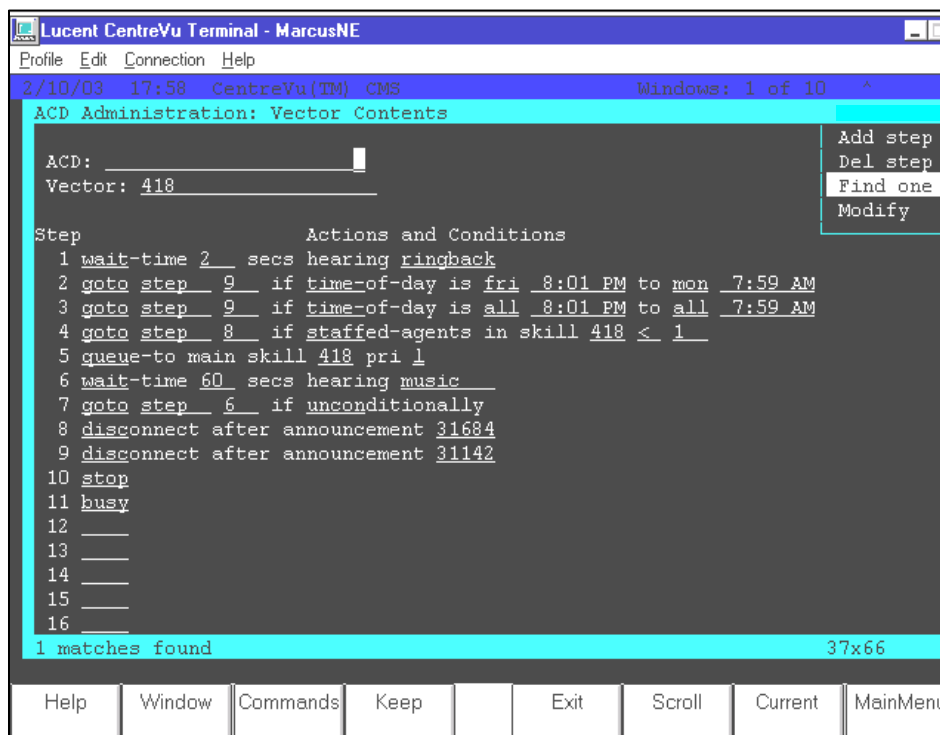 Lucent CentreVu Terminal - MarcusNE
Profile Edit Connection Help
2/10/03 17:58 CentreVu(TM) CMS Windows: 1 of 10 ^
ACD Administration: Vector Contents
Add step
ACD: Del step
Vector: 418 Find one
Modify
Step Actions and Conditions
1 wait-time 2 secs hearing ringback
2 goto step 9 if time-of-day is fri 8:01 PM to mon 7:59 AM
3 goto step 9 if time-of-day is all 8:01 PM to all 7:59 AM
4 goto step 8 if staffed-agents in skill 418 < 1
5 queue-to main skill 418 pri l
6 wait-time 60 secs hearing music
7 goto step 6 if unconditionally
8 disconnect after announcement 31684
9 disconnect after announcement 31142
10 stop
11 busy
12
13
14
15
16
1 matches found 37x66
Help Window Commands Keep Exit Scroll Current MainMenu